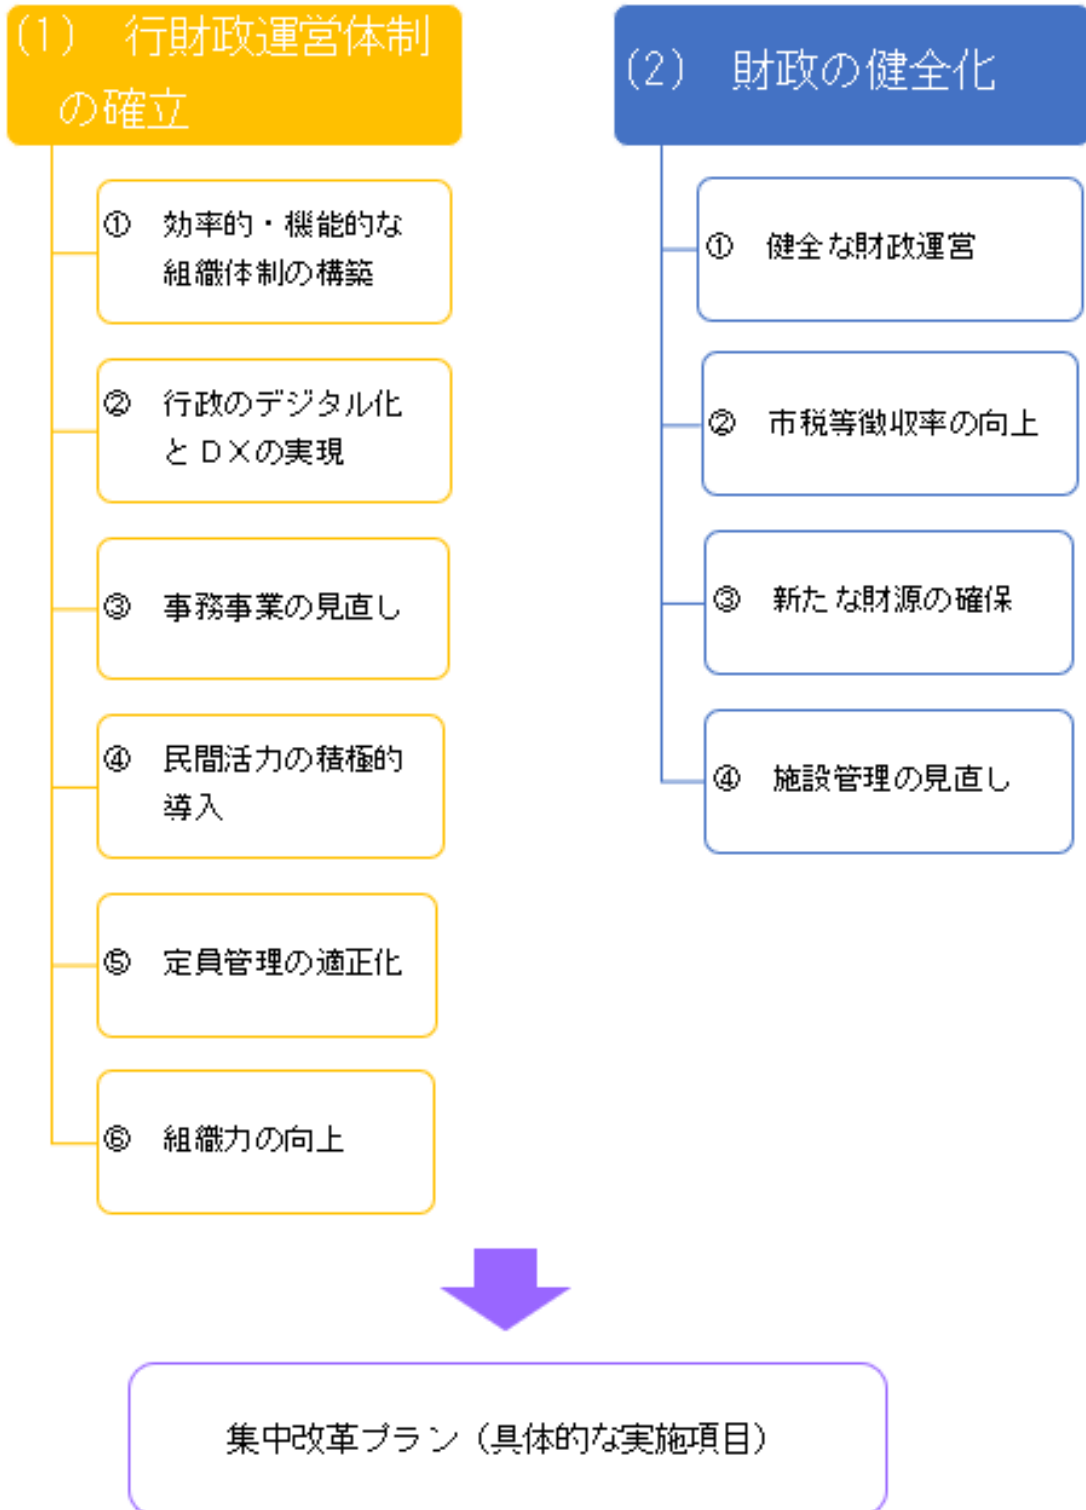 (1)　行財政運営体制
の確立
①　効率的・機能的な
組織体制の構築
②　行政のデジタル化
とＤＸの実現
③　事務事業の見直し
④　民間活力の積極的
導入
⑤　定員管理の適正化
⑥　組織力の向上
(2)　財政の健全化
①　健全な財政運営
②　市税等徴収率の向上
③　新たな財源の確保
④　施設管理の見直し
集中改革プラン（具体的な実施項目）